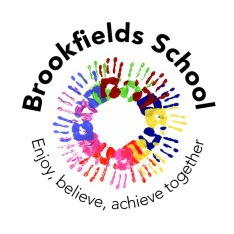 Brookfields School
Enjoy, believe, achieve together